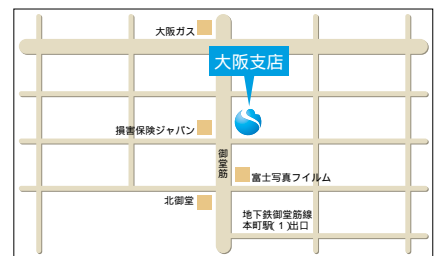 大阪ガス
大阪支店
損害保険ジャパン
御堂筋
富士写真フイルム
北御堂
地下鉄御堂筋線
本町駅(1)出口